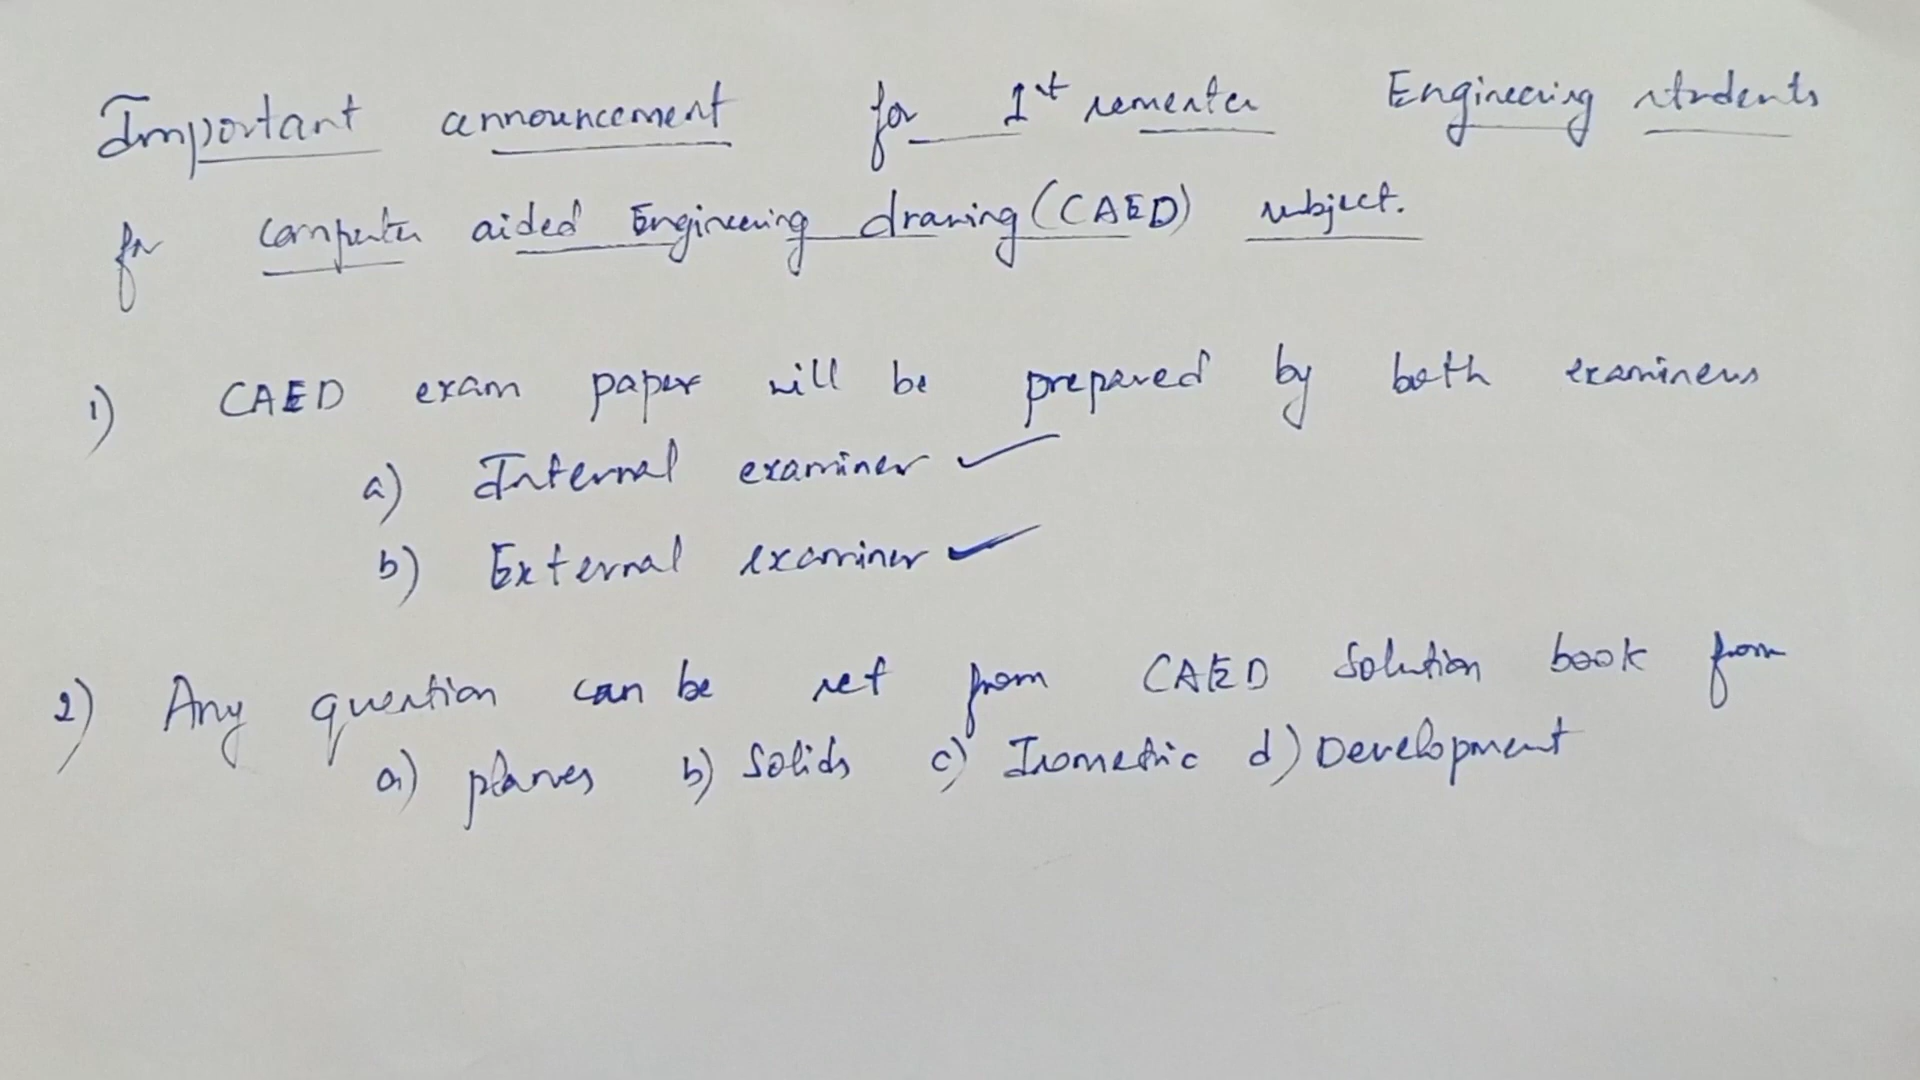 Important announcement for 1st semester Engineering students
for computer aided Engineering drawing (CAED) subject.
1) CAED exam paper will be prepared by both examiners
a) Internal examiner ✓
b) External examiner ✓
2) Any question can be set from CAED Solution book from
a) planes b) Solids c) Isometric d) Development